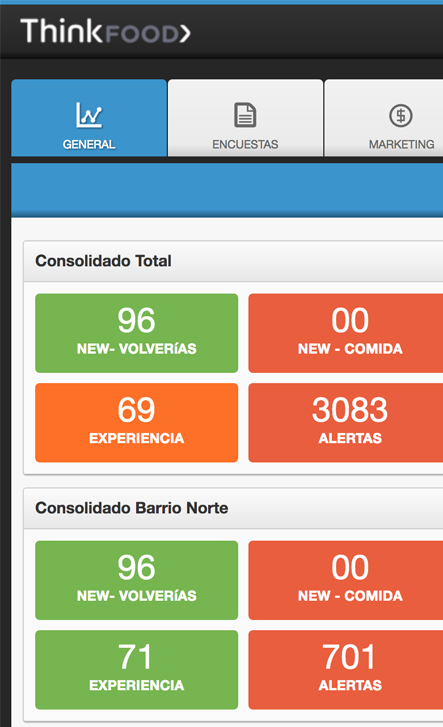 ThinkFOOD>
GENERAL
ENCUESTAS
MARKETING
Consolidado Total
96
NEW- VOLVERíAS
00
NEW - COMIDA
69
EXPERIENCIA
3083
ALERTAS
Consolidado Barrio Norte
96
NEW- VOLVERíAS
00
NEW - COMIDA
71
EXPERIENCIA
701
ALERTAS